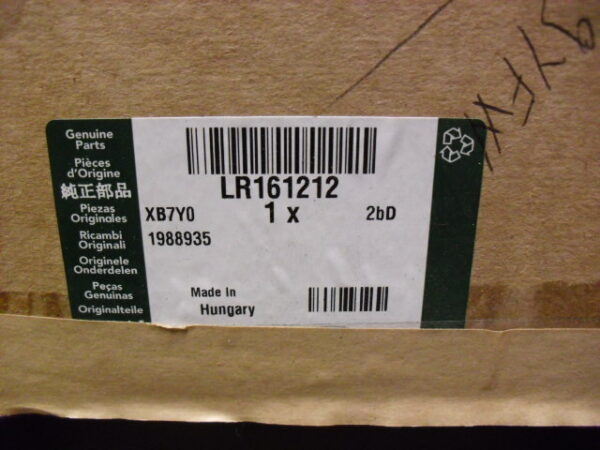 Genuine
Parts
Pièces
d'Origine
純正部品
Piezas
Originales
Ricambi
Originali
Originele
Onderdelen
Peças
Genuinas
Originalteile
LR161212
XB7Y0
1 x
2bD
1988935
Made In
Hungary